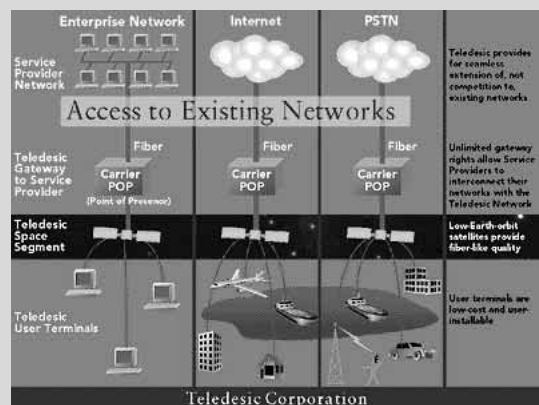 Enterprise Network
Internet
PSTN
Service
Provider
Network
Teledesic provides
for seamless
extension of, not
competition to,
existing networks
Access to Existing Networks
Fiber
Fiber
Fiber
Teledesic
Gateway
to Service
Provider
Carrier
POP
(Point of Presence)
Carrier
POP
Carrier
POP
Unlimited gateway
rights allow Service
Providers to
interconnect their
networks with the
Teledesic Network
Teledesic
Space
Segment
Low-Earth-orbit
satellites provide
fiber-like quality
Teledesic
User Terminals
User terminals are
low-cost and user-
installable
Teledesic Corporation